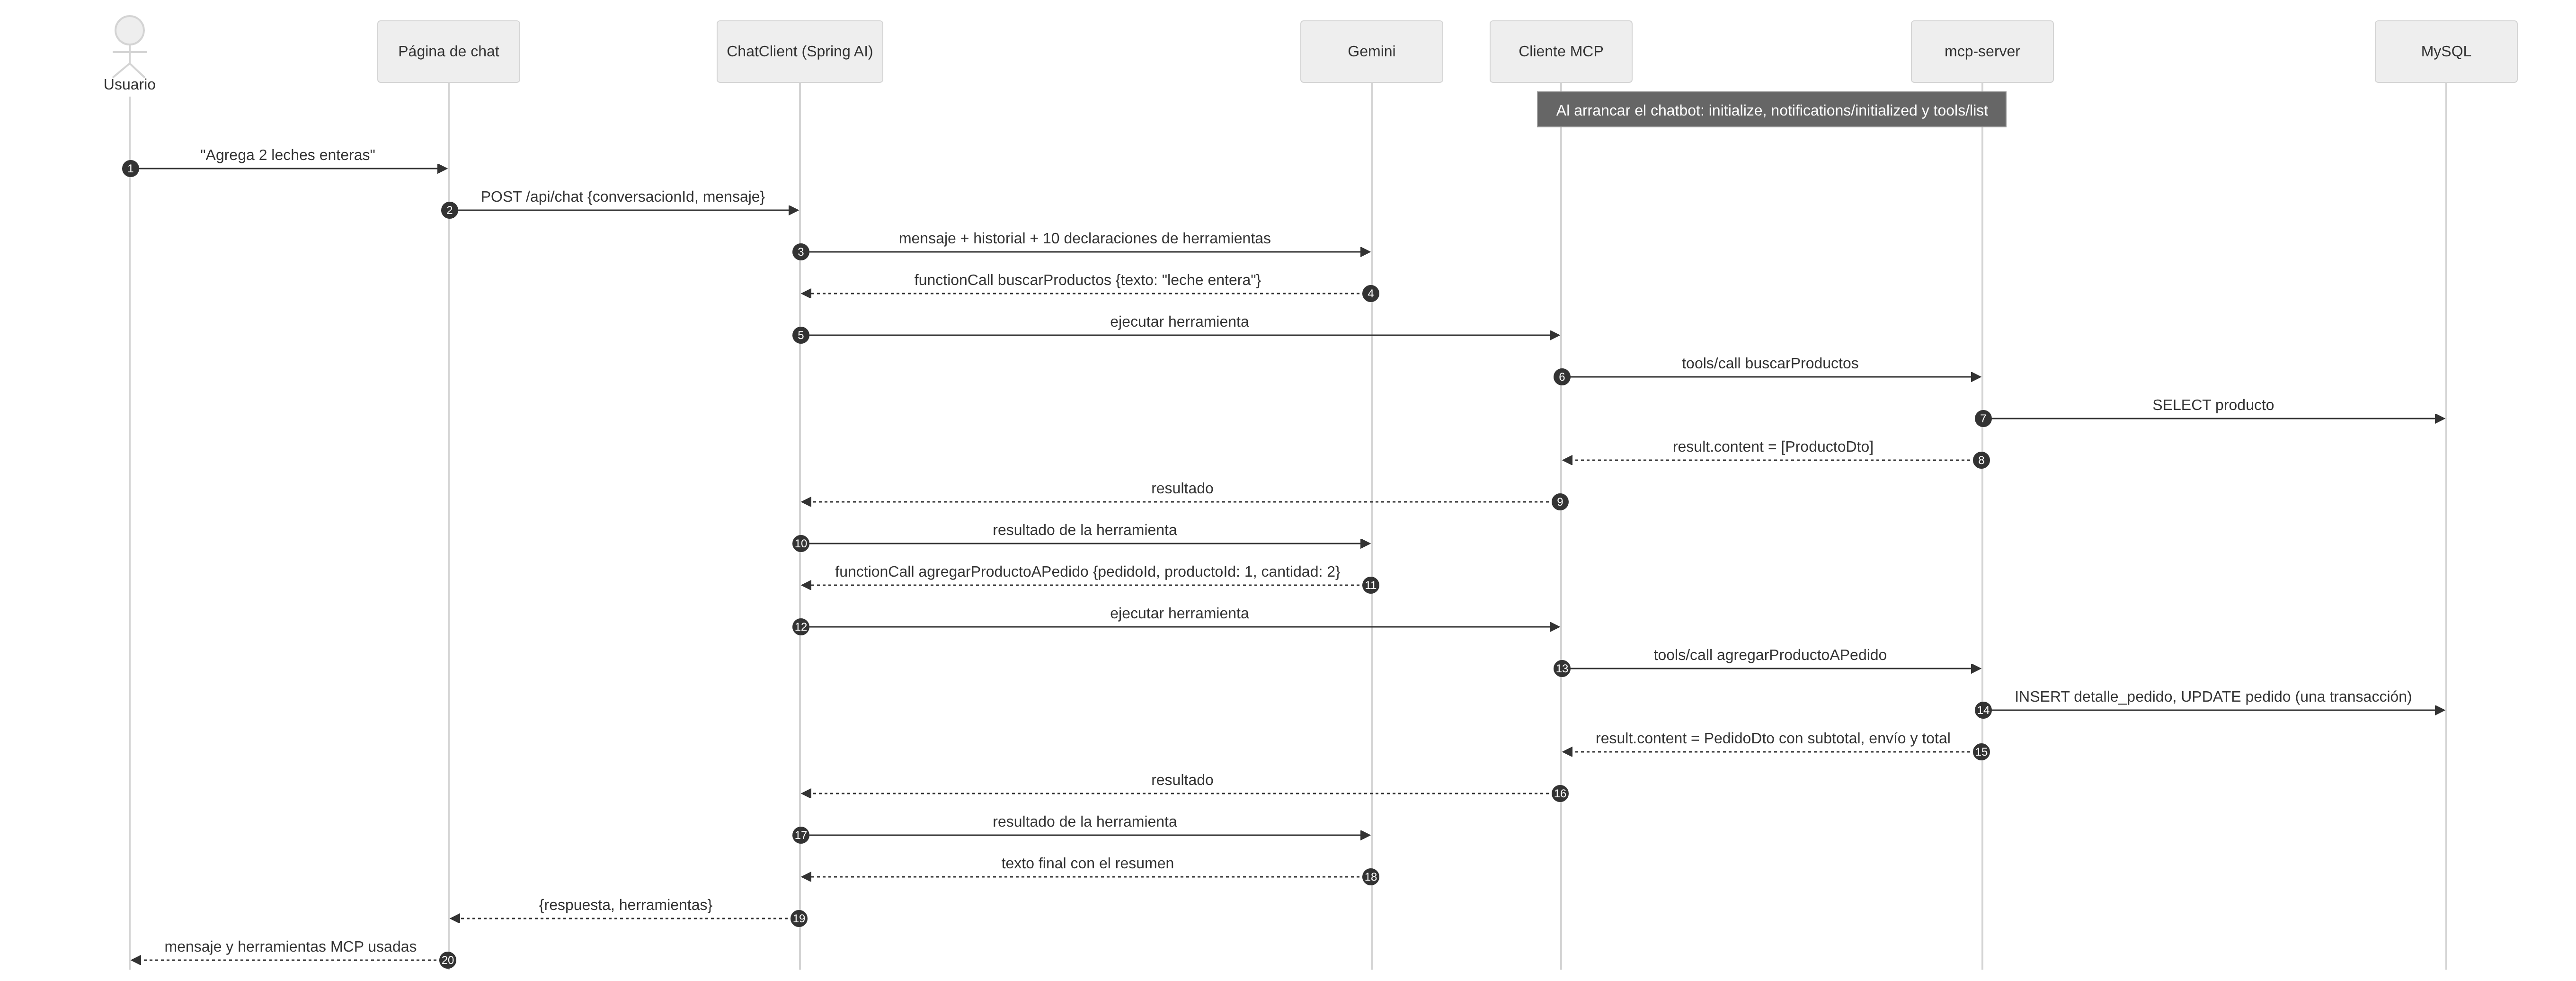 Usuario
Página de chat
ChatClient (Spring AI)
Gemini
Cliente MCP
mcp-server
MySQL
Al arrancar el chatbot: initialize, notifications/initialized y tools/list
1 "Agrega 2 leches enteras"
2 POST /api/chat {conversacionId, mensaje}
3 mensaje + historial + 10 declaraciones de herramientas
4 functionCall buscarProductos {texto: "leche entera"}
5 ejecutar herramienta
6 tools/call buscarProductos
7 SELECT producto
8 result.content = [ProductoDto]
9 resultado
10 resultado de la herramienta
11 functionCall agregarProductoAPedido {pedidoId, productoId: 1, cantidad: 2}
12 ejecutar herramienta
13 tools/call agregarProductoAPedido
14 INSERT detalle_pedido, UPDATE pedido (una transacción)
15 result.content = PedidoDto con subtotal, envío y total
16 resultado
17 resultado de la herramienta
18 texto final con el resumen
19 {respuesta, herramientas}
20 mensaje y herramientas MCP usadas